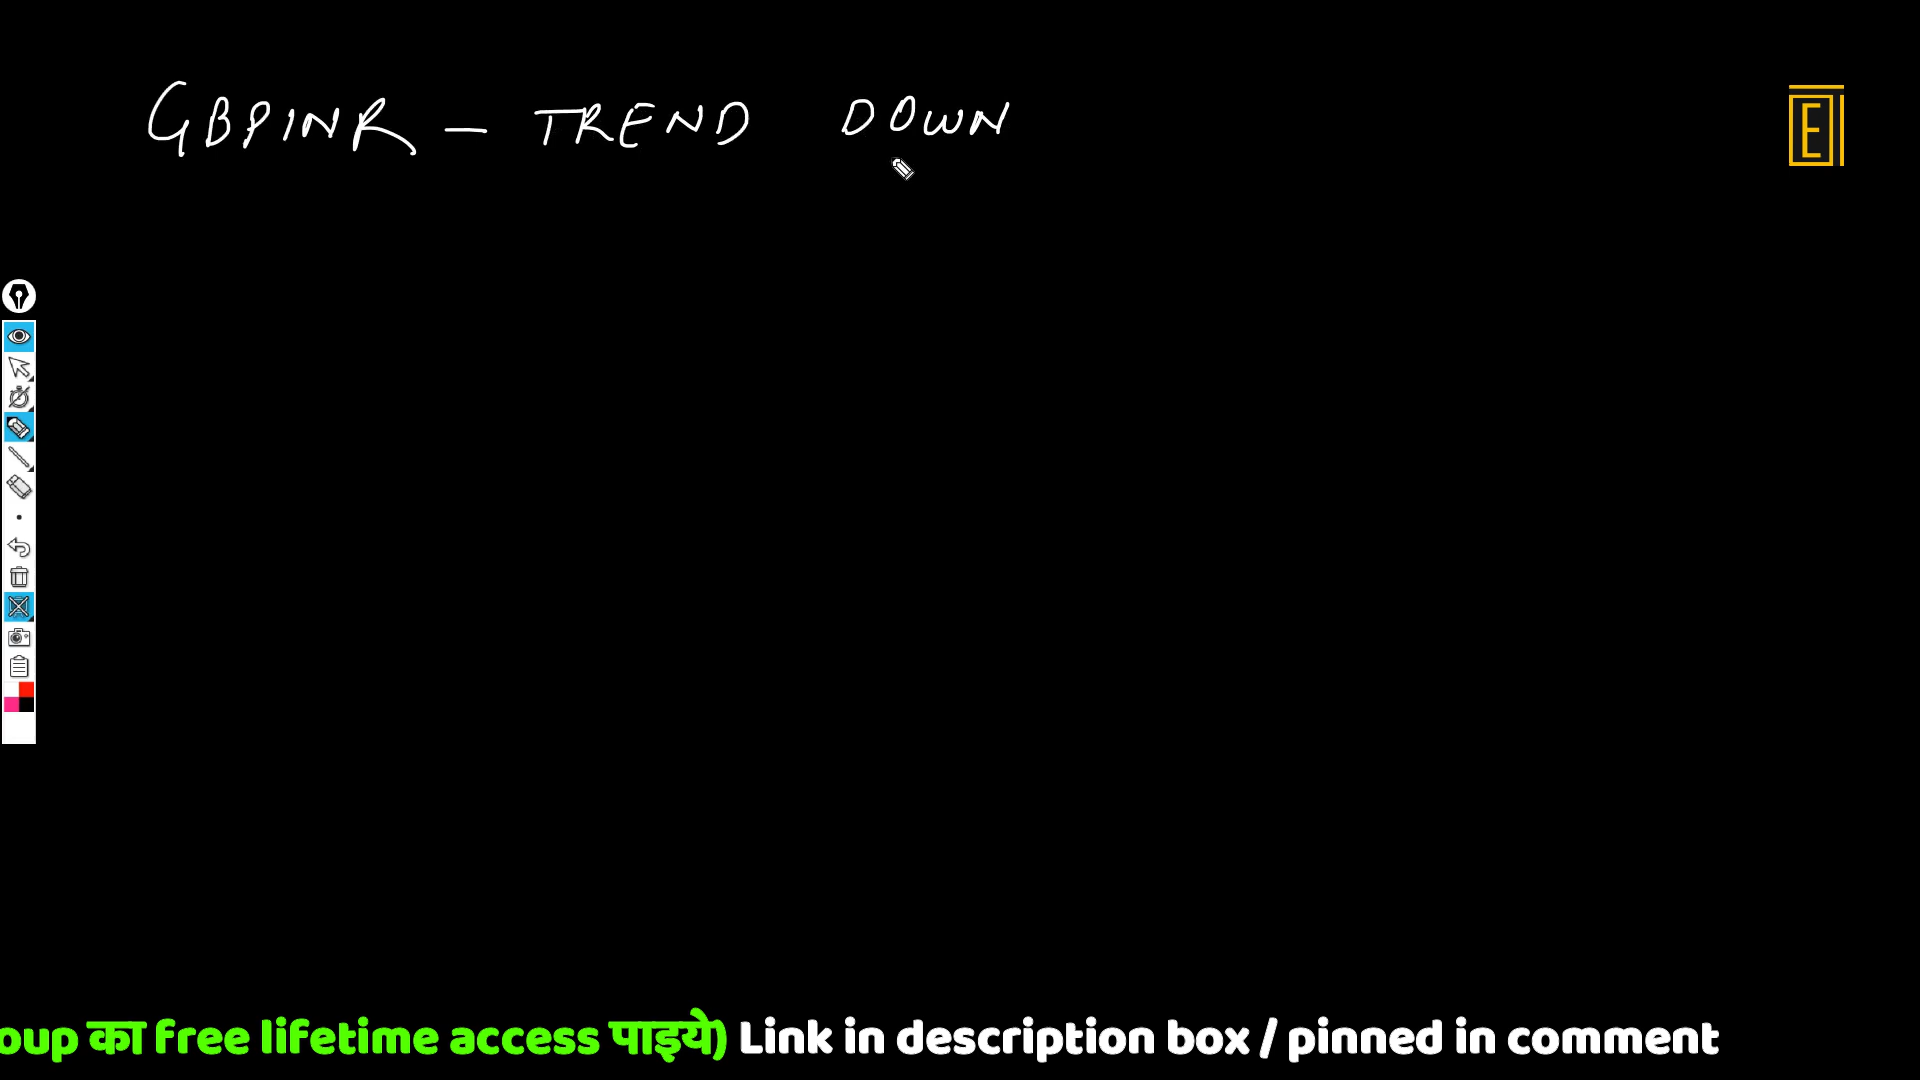 GBPINR - TREND DOWN
E
oup का free lifetime access पाइये) Link in description box / pinned in comment